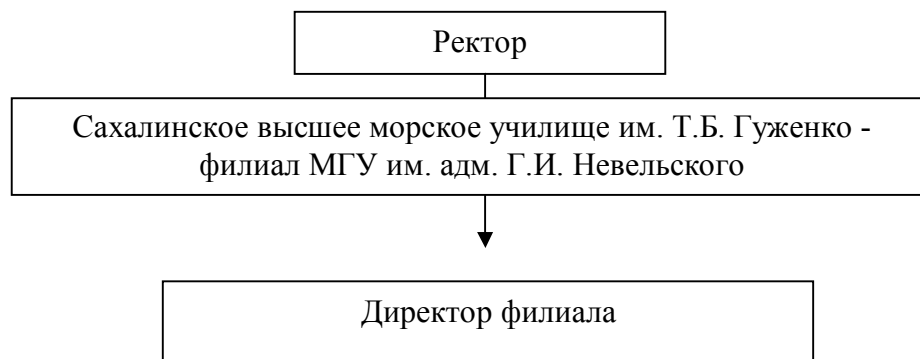 Ректор
Сахалинское высшее морское училище им. Т.Б. Гуженко -
филиал МГУ им. адм. Г.И. Невельского
Директор филиала